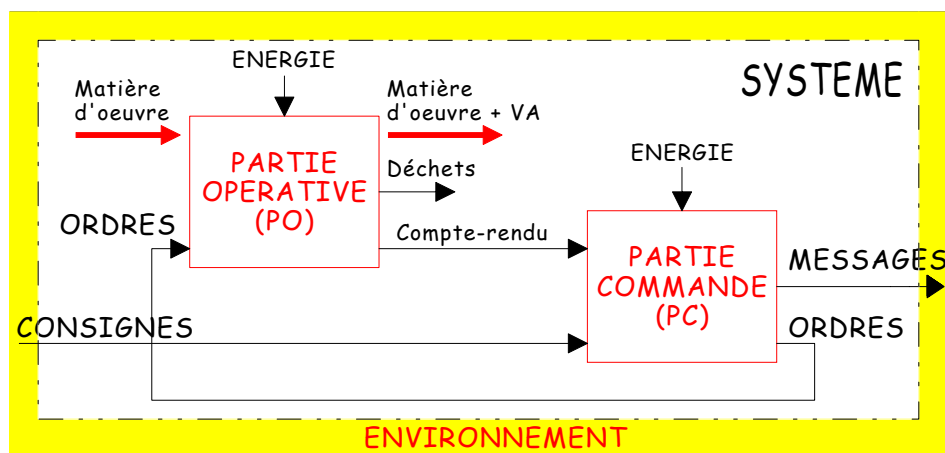 ENERGIE
SYSTEME
Matière
d'oeuvre
Matière
d'oeuvre + VA
PARTIE
OPERATIVE
(PO)
Déchets
ENERGIE
ORDRES
Compte-rendu
PARTIE
COMMANDE
(PC)
MESSAGES
CONSIGNES
ORDRES
ENVIRONNEMENT